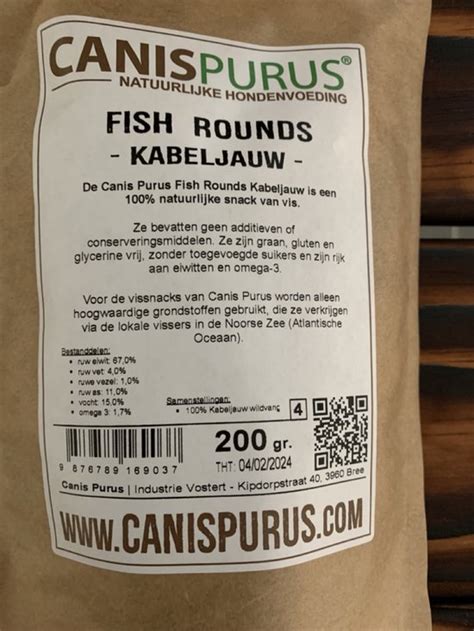 CANISPURUS®
NATUURLIJKE HONDENVOEDING
FISH ROUNDS
- KABELJAUW -
De Canis Purus Fish Rounds Kabeljauw is een
100% natuurlijke snack van vis.
Ze bevatten geen additieven of
conserveringsmiddelen. Ze zijn graan, gluten en
glycerine vrij, zonder toegevoegde suikers en zijn rijk
aan eiwitten en omega-3.
Voor de vissnacks van Canis Purus worden alleen
hoogwaardige grondstoffen gebruikt, die ze verkrijgen
via de lokale vissers in de Noorse Zee (Atlantische
Oceaan).
Bestanddelen:
• ruw eiwit: 67,0%
• ruw vet: 4,0%
• ruwe vezel: 1,0%
• ruw as: 11,0%
• vocht: 15,0%
• omega 3: 1,7%
Samenstellingen:
• 100% Kabeljauw wildvang
4
200 gr.
THT: 04/02/2024
9 876789 169037
Canis Purus | Industrie Vostert - Kipdorpstraat 40, 3960 Bree
WWW.CANISPURUS.COM